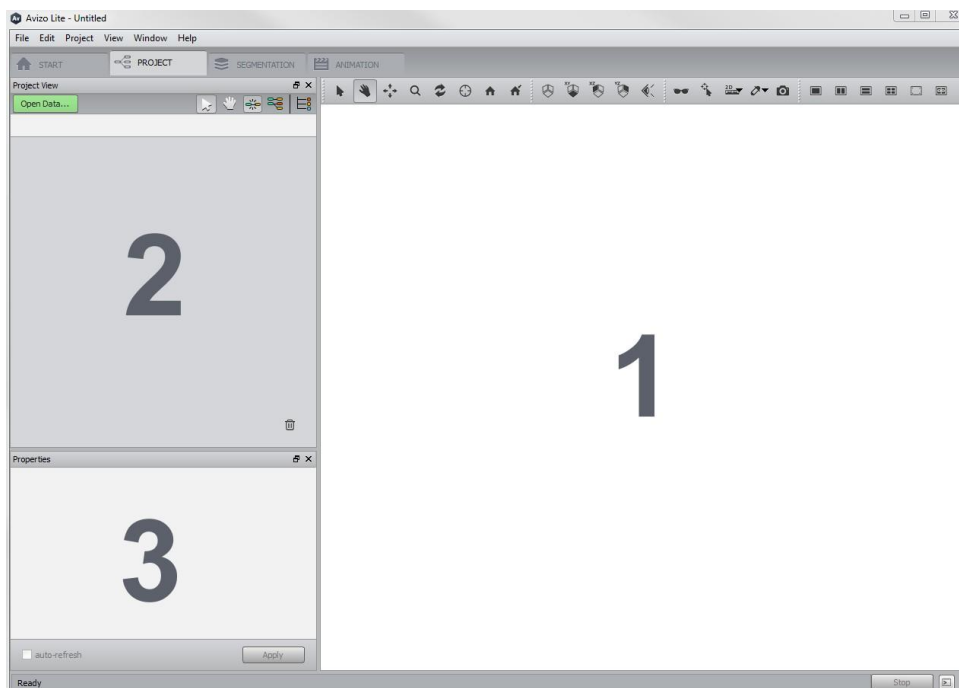 Avizo Lite - Untitled
File Edit Project View Window Help
START PROJECT SEGMENTATION ANIMATION
Project View
Open Data...
2
1
Properties
3
auto-refresh Apply
Ready Stop